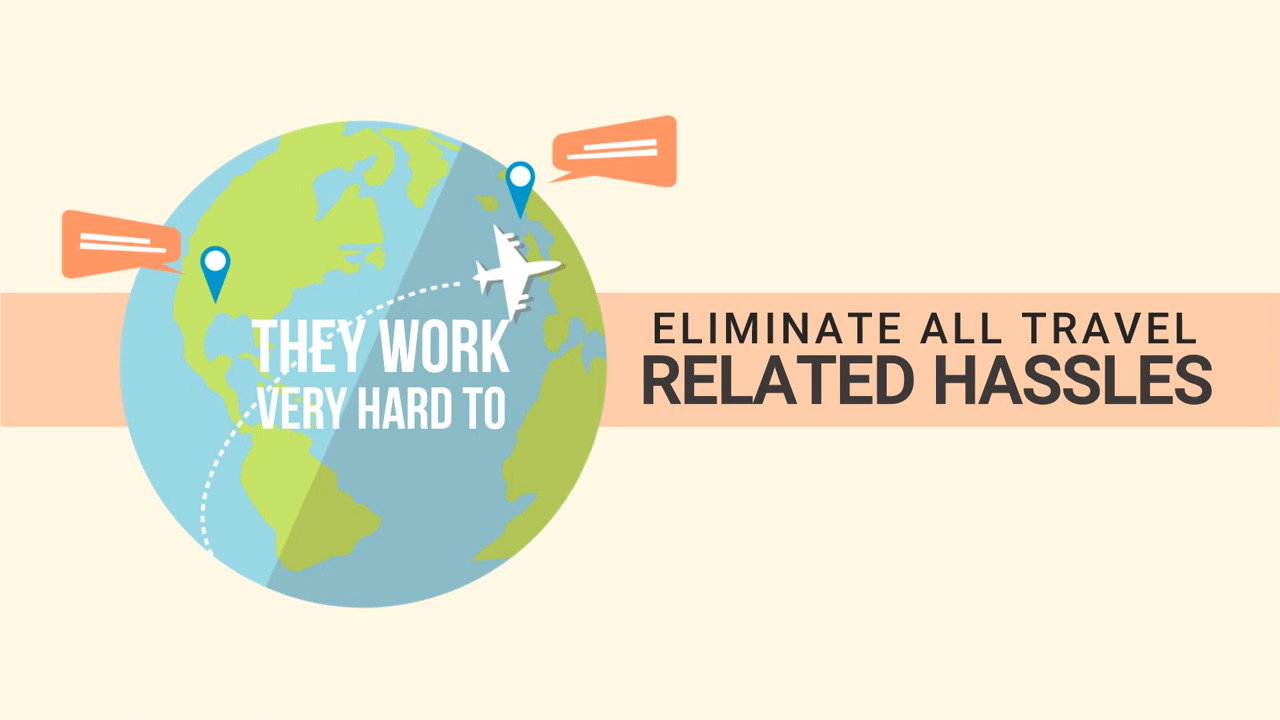 THEY WORK
VERY HARD TO
ELIMINATE ALL TRAVEL
RELATED HASSLES